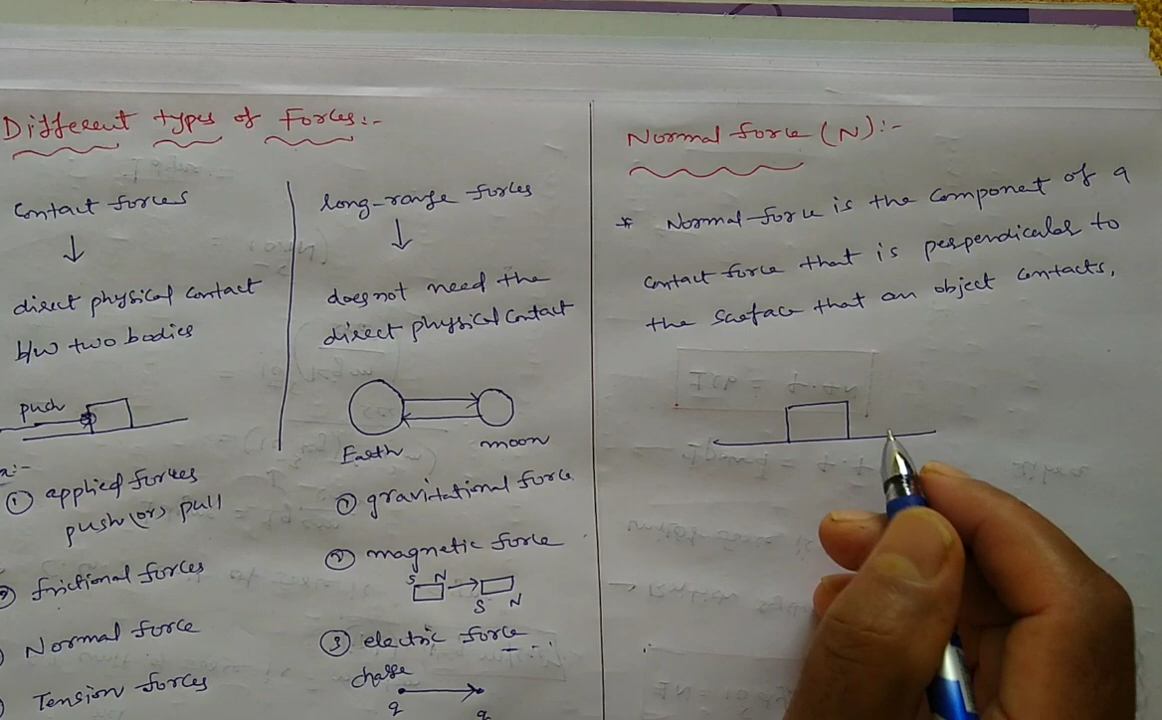 Different types of Forces:-
Contact forces
↓
direct physical contact
b/w two bodies
push
① applied forces
push (or) pull
frictional forces
Normal force
Tension forces
long-range forces
↓
does not need the
direct physical contact
Earth
moon
① gravitational force
② magnetic force
S N
S N
③ electric force
charge
q q
Normal force (N):-
* Normal force is the component of a
contact force that is perpendicular to
the surface that an object contacts.